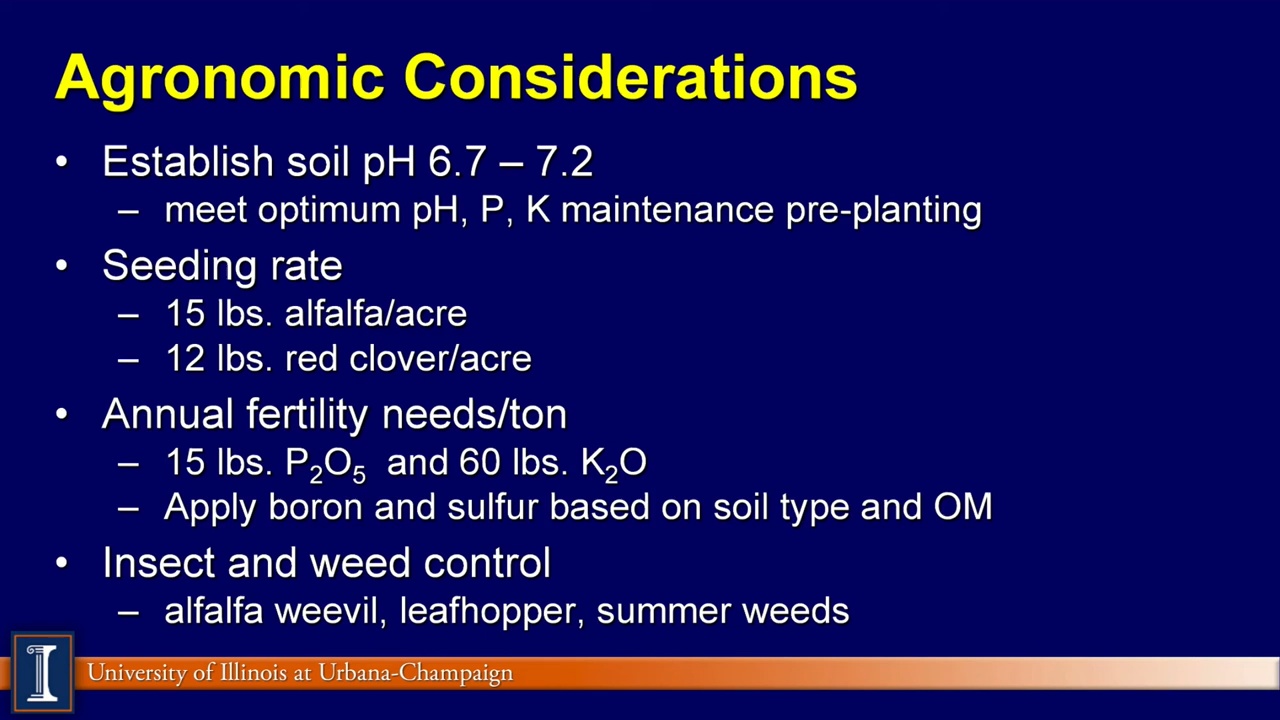 Agronomic Considerations
• Establish soil pH 6.7 – 7.2
– meet optimum pH, P, K maintenance pre-planting
• Seeding rate
– 15 lbs. alfalfa/acre
– 12 lbs. red clover/acre
• Annual fertility needs/ton
– 15 lbs. P₂O₅ and 60 lbs. K₂O
– Apply boron and sulfur based on soil type and OM
• Insect and weed control
– alfalfa weevil, leafhopper, summer weeds
I University of Illinois at Urbana-Champaign